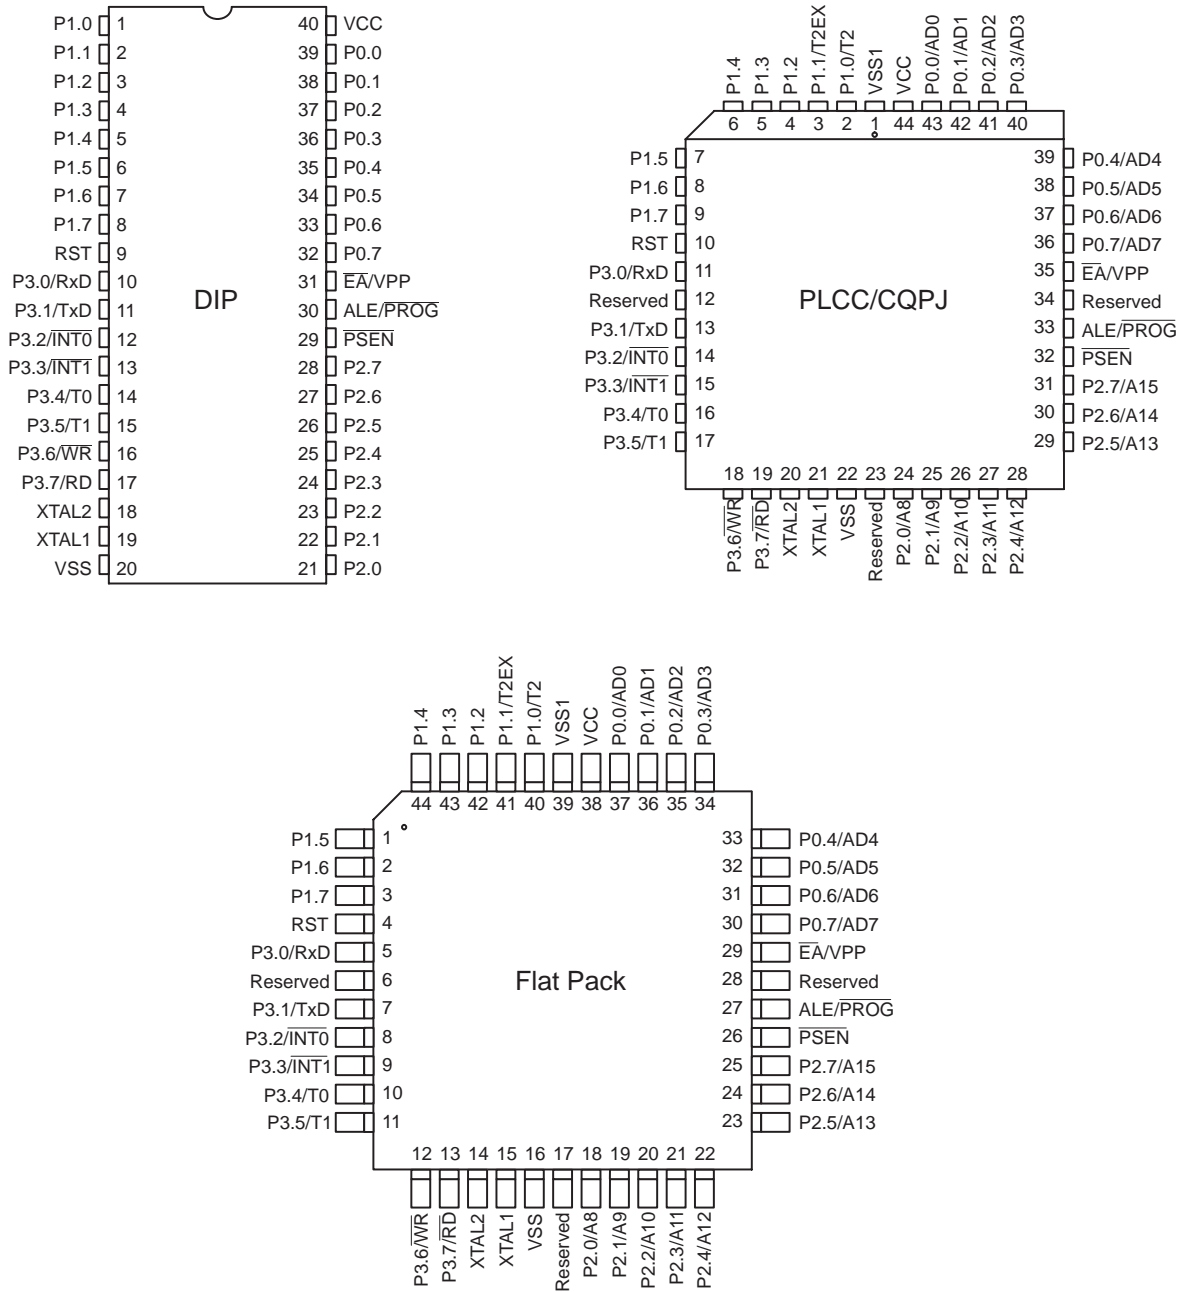 P1.0 1 40 VCC
P1.1 2 39 P0.0
P1.2 3 38 P0.1
P1.3 4 37 P0.2
P1.4 5 36 P0.3
P1.5 6 35 P0.4
P1.6 7 34 P0.5
P1.7 8 33 P0.6
RST 9 32 P0.7
P3.0/RxD 10 31 E̅A̅/VPP
P3.1/TxD 11 30 ALE/P̅R̅O̅G̅
P3.2/I̅N̅T̅0̅ 12 29 P̅S̅E̅N̅
P3.3/I̅N̅T̅1̅ 13 28 P2.7
P3.4/T0 14 27 P2.6
P3.5/T1 15 26 P2.5
P3.6/W̅R̅ 16 25 P2.4
P3.7/RD 17 24 P2.3
XTAL2 18 23 P2.2
XTAL1 19 22 P2.1
VSS 20 21 P2.0
DIP
P1.4 P1.3 P1.2 P1.1/T2EX P1.0/T2 VSS1 VCC P0.0/AD0 P0.1/AD1 P0.2/AD2 P0.3/AD3
6 5 4 3 2 1 44 43 42 41 40
P1.5 7 39 P0.4/AD4
P1.6 8 38 P0.5/AD5
P1.7 9 37 P0.6/AD6
RST 10 36 P0.7/AD7
P3.0/RxD 11 35 E̅A̅/VPP
Reserved 12 34 Reserved
P3.1/TxD 13 33 ALE/P̅R̅O̅G̅
P3.2/I̅N̅T̅0̅ 14 32 P̅S̅E̅N̅
P3.3/I̅N̅T̅1̅ 15 31 P2.7/A15
P3.4/T0 16 30 P2.6/A14
P3.5/T1 17 29 P2.5/A13
PLCC/CQPJ
18 19 20 21 22 23 24 25 26 27 28
P3.6/W̅R̅ P3.7/R̅D XTAL2 XTAL1 VSS Reserved P2.0/A8 P2.1/A9 P2.2/A10 P2.3/A11 P2.4/A12
P1.4 P1.3 P1.2 P1.1/T2EX P1.0/T2 VSS1 VCC P0.0/AD0 P0.1/AD1 P0.2/AD2 P0.3/AD3
44 43 42 41 40 39 38 37 36 35 34
P1.5 1 33 P0.4/AD4
P1.6 2 32 P0.5/AD5
P1.7 3 31 P0.6/AD6
RST 4 30 P0.7/AD7
P3.0/RxD 5 29 E̅A̅/VPP
Reserved 6 28 Reserved
P3.1/TxD 7 27 ALE/P̅R̅O̅G̅
P3.2/I̅N̅T̅0̅ 8 26 P̅S̅E̅N̅
P3.3/I̅N̅T̅1̅ 9 25 P2.7/A15
P3.4/T0 10 24 P2.6/A14
P3.5/T1 11 23 P2.5/A13
Flat Pack
12 13 14 15 16 17 18 19 20 21 22
P3.6/W̅R̅ P3.7/R̅D̅ XTAL2 XTAL1 VSS Reserved P2.0/A8 P2.1/A9 P2.2/A10 P2.3/A11 P2.4/A12